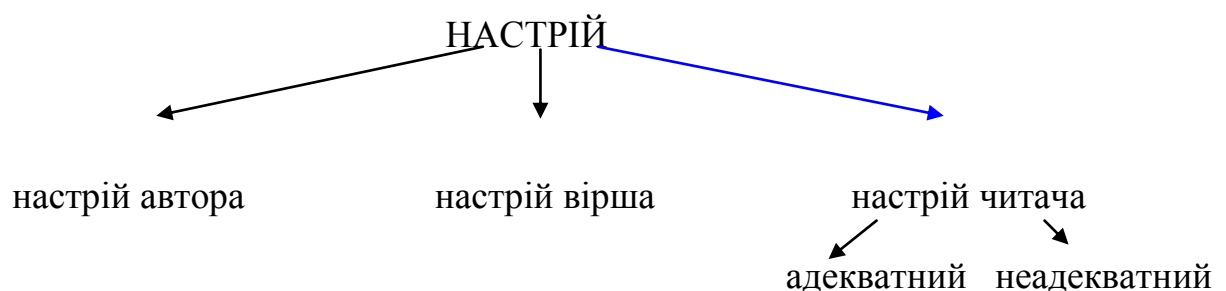 НАСТРІЙ
настрій автора настрій вірша настрій читача
адекватний неадекватний